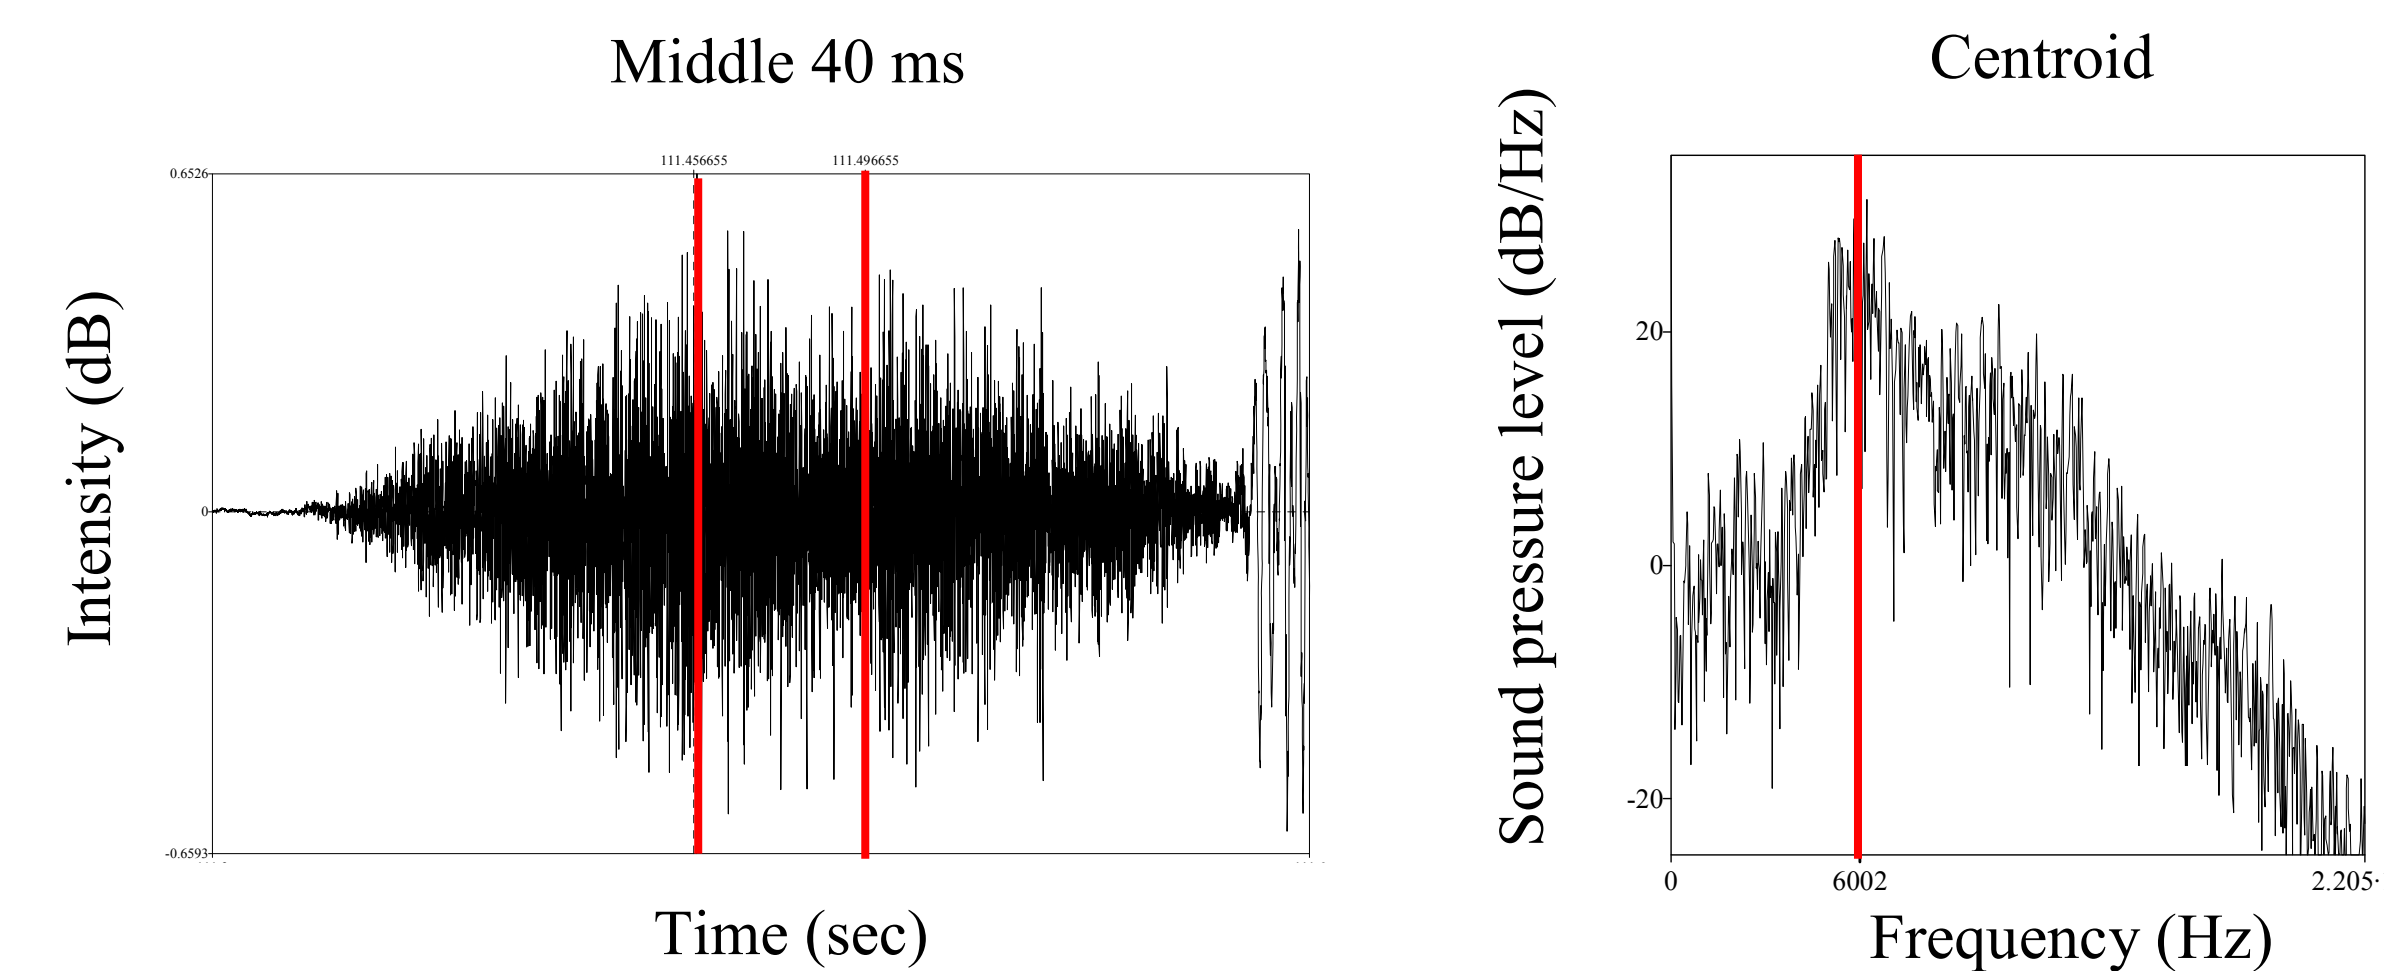 Middle 40 ms
111.456655 111.496655
0.6526
0
-0.6593
Intensity (dB)
Time (sec)
Centroid
Sound pressure level (dB/Hz)
20
0
-20
0 6002 2.205·
Frequency (Hz)